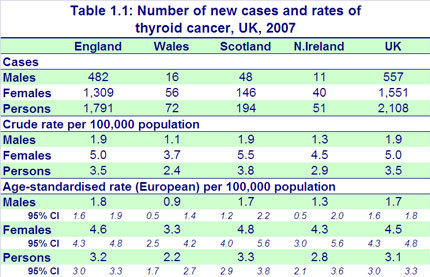 Table 1.1: Number of new cases and rates of
thyroid cancer, UK, 2007
England Wales Scotland N.Ireland UK
Cases
Males 482 16 48 11 557
Females 1,309 56 146 40 1,551
Persons 1,791 72 194 51 2,108
Crude rate per 100,000 population
Males 1.9 1.1 1.9 1.3 1.9
Females 5.0 3.7 5.5 4.5 5.0
Persons 3.5 2.4 3.8 2.9 3.5
Age-standardised rate (European) per 100,000 population
Males 1.8 0.9 1.7 1.3 1.7
95% CI 1.6 1.9 0.5 1.4 1.2 2.2 0.5 2.0 1.6 1.8
Females 4.6 3.3 4.8 4.3 4.5
95% CI 4.3 4.8 2.5 4.2 4.0 5.6 3.0 5.6 4.3 4.8
Persons 3.2 2.2 3.3 2.8 3.1
95% CI 3.0 3.3 1.7 2.7 2.9 3.8 2.1 3.6 3.0 3.3